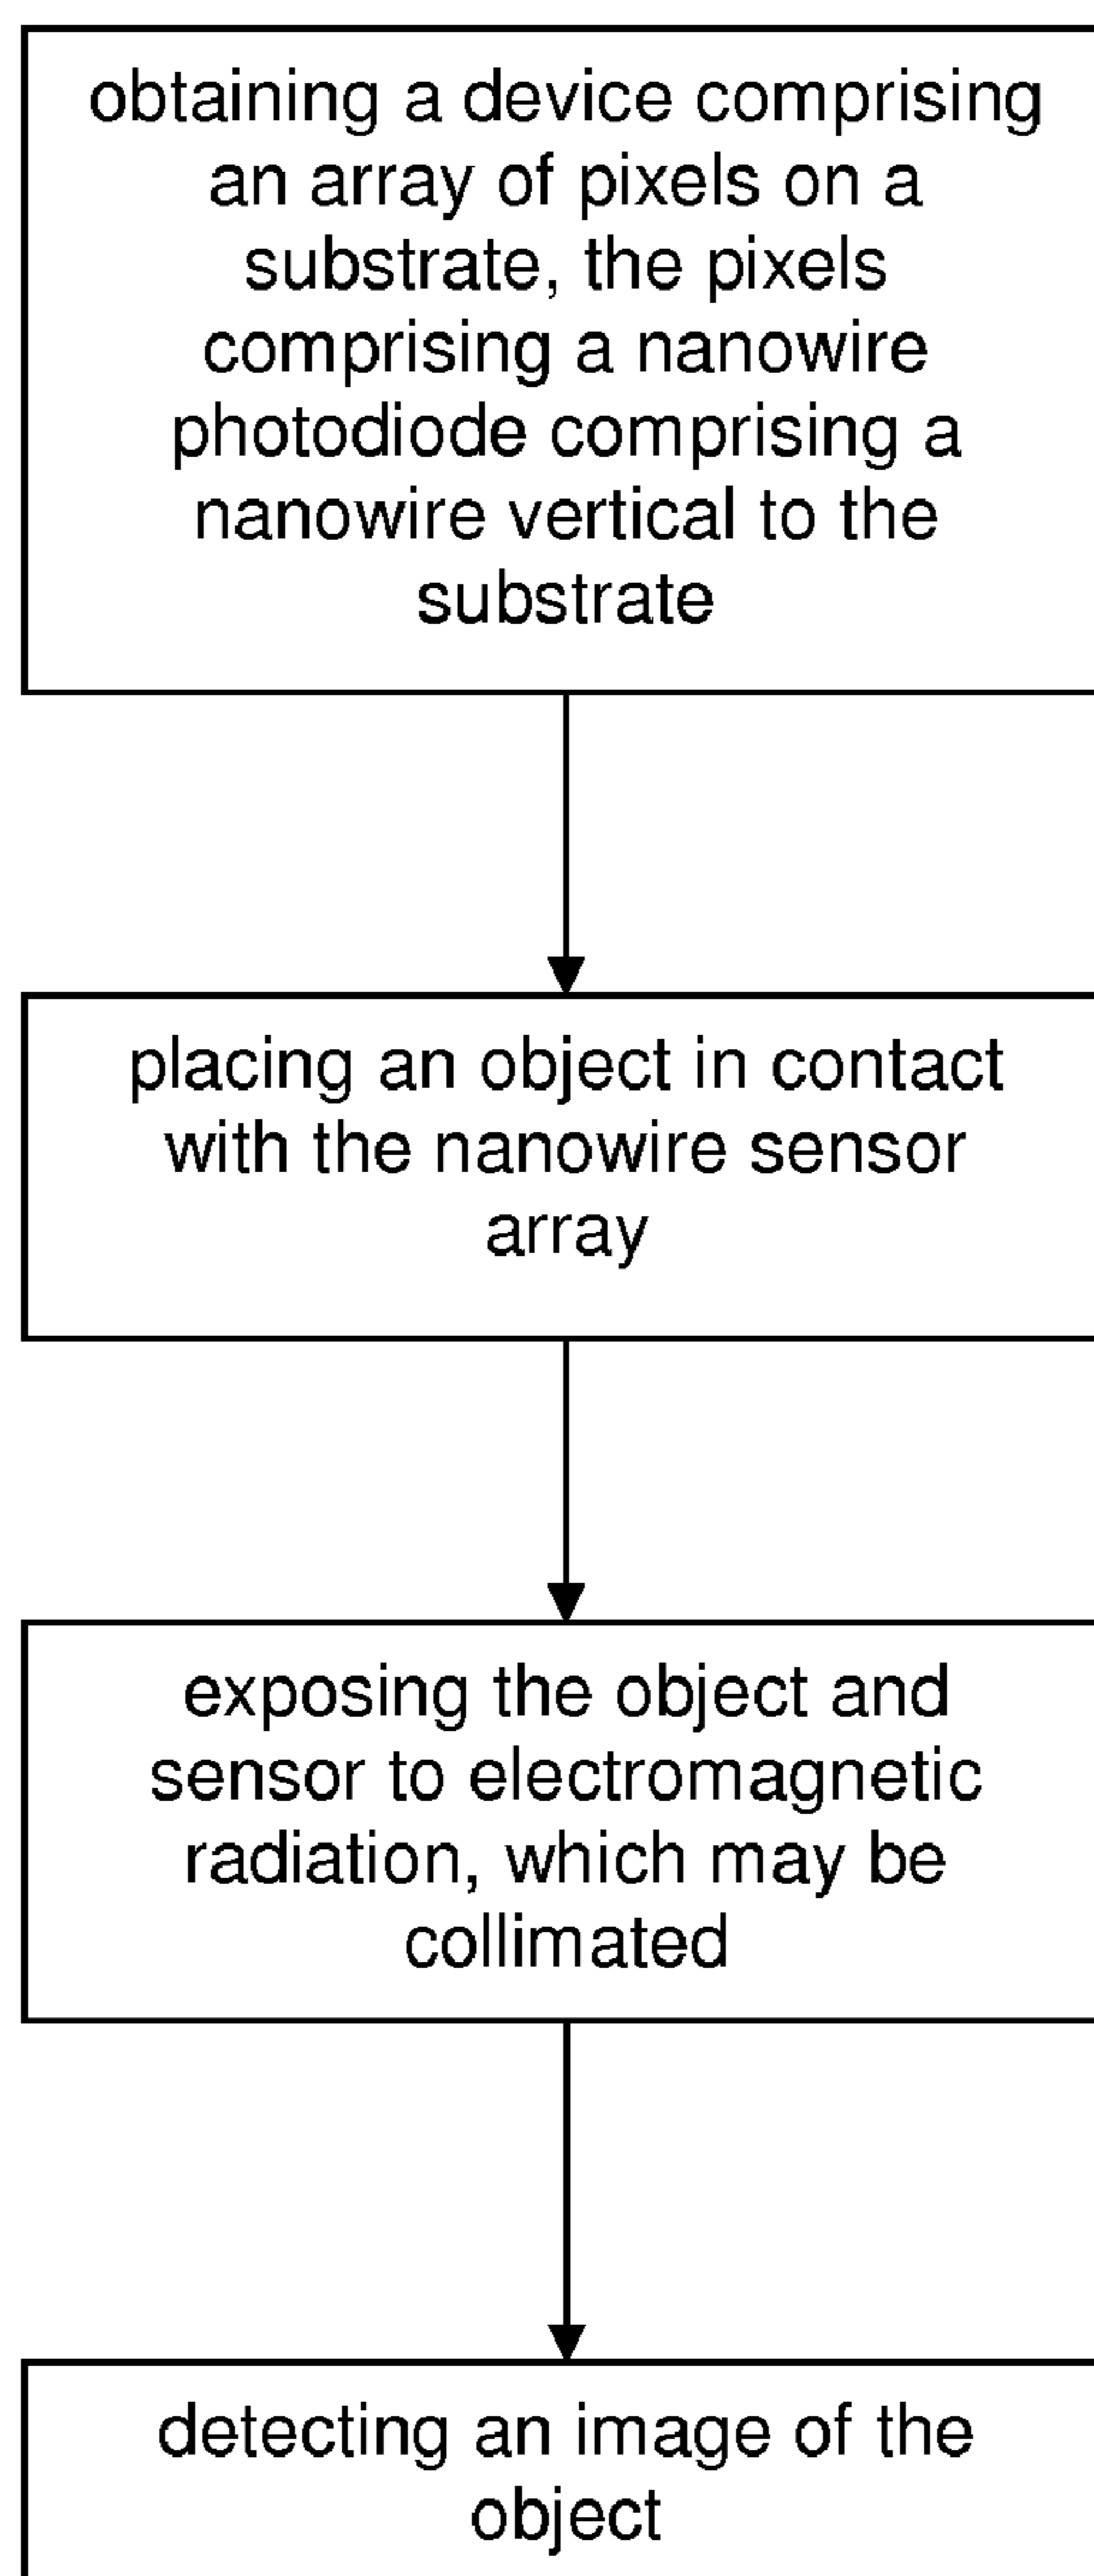 obtaining a device comprising
an array of pixels on a
substrate, the pixels
comprising a nanowire
photodiode comprising a
nanowire vertical to the
substrate
placing an object in contact
with the nanowire sensor
array
exposing the object and
sensor to electromagnetic
radiation, which may be
collimated
detecting an image of the
object